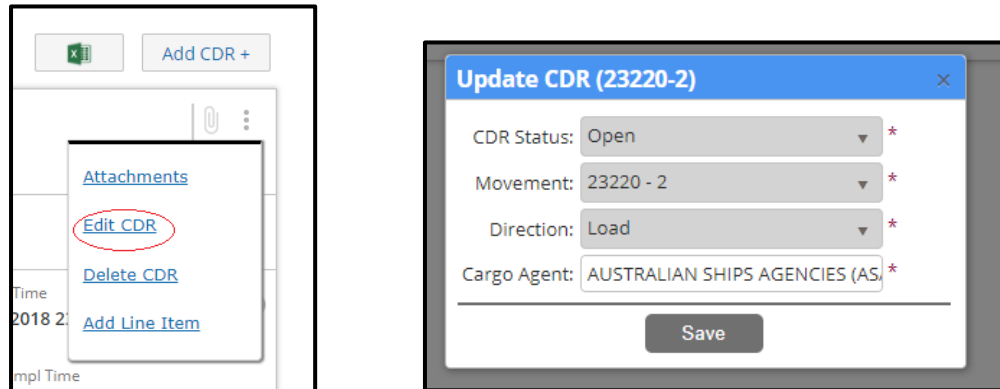 Add CDR +
Attachments
Edit CDR
Delete CDR
Time
2018 2
Add Line Item
mpl Time
Update CDR (23220-2)
×
CDR Status: Open *
Movement: 23220 - 2 *
Direction: Load *
Cargo Agent: AUSTRALIAN SHIPS AGENCIES (AS *
Save